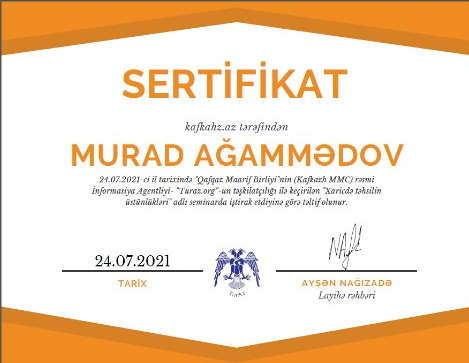 SERTİFİKAT
kafkahz.az tərəfindən
MURAD AĞAMMƏDOV
24.07.2021-ci il tarixində "Qafqaz Maarif Birliyi"nin (Kafkazh MMC) rəsmi
İnformasiya Agentliyi- "Turaz.org"-un təşkilatçılığı ilə keçirilən "Xaricdə təhsilin
üstünlükləri" adlı seminarda iştirak etdiyinə görə təltif olunur.
24.07.2021
TARİX
TURAZ
AYŞƏN NAĞIZADƏ
Layihə rəhbəri